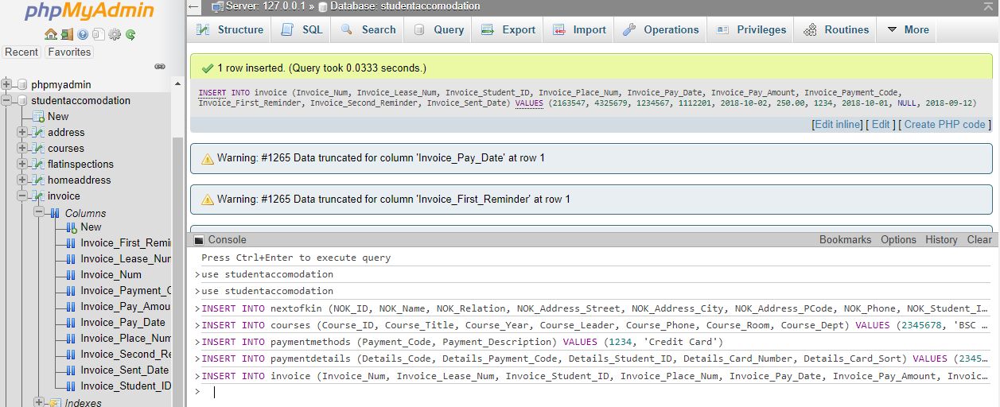 phpMyAdmin
Server: 127.0.0.1 » Database: studentaccomodation
Structure SQL Search Query Export Import Operations Privileges Routines More
Recent Favorites
phpmyadmin
studentaccomodation
New
address
courses
flatinspections
homeaddress
invoice
Columns
New
Invoice_First_Remi
Invoice_Lease_Num
Invoice_Num
Invoice_Payment_C
Invoice_Pay_Amou
Invoice_Pay_Date
Invoice_Place_Num
Invoice_Second_Re
Invoice_Sent_Date
Invoice_Student_ID
Indexes
1 row inserted. (Query took 0.0333 seconds.)
INSERT INTO invoice (Invoice_Num, Invoice_Lease_Num, Invoice_Student_ID, Invoice_Place_Num, Invoice_Pay_Date, Invoice_Pay_Amount, Invoice_Payment_Code,
Invoice_First_Reminder, Invoice_Second_Reminder, Invoice_Sent_Date) VALUES (2163547, 4325679, 1234567, 1112201, 2018-10-02, 250.00, 1234, 2018-10-01, NULL, 2018-09-12)
[Edit inline] [ Edit ] [ Create PHP code ]
Warning: #1265 Data truncated for column 'Invoice_Pay_Date' at row 1
Warning: #1265 Data truncated for column 'Invoice_First_Reminder' at row 1
Console Bookmarks Options History Clear
Press Ctrl+Enter to execute query
>use studentaccomodation
>use studentaccomodation
>INSERT INTO nextofkin (NOK_ID, NOK_Name, NOK_Relation, NOK_Address_Street, NOK_Address_City, NOK_Address_PCode, NOK_Phone, NOK_Student_I…
>INSERT INTO courses (Course_ID, Course_Title, Course_Year, Course_Leader, Course_Phone, Course_Room, Course_Dept) VALUES (2345678, 'BSC …
>INSERT INTO paymentmethods (Payment_Code, Payment_Description) VALUES (1234, 'Credit Card')
>INSERT INTO paymentdetails (Details_Code, Details_Payment_Code, Details_Student_ID, Details_Card_Number, Details_Card_Sort) VALUES (2345…
>INSERT INTO invoice (Invoice_Num, Invoice_Lease_Num, Invoice_Student_ID, Invoice_Place_Num, Invoice_Pay_Date, Invoice_Pay_Amount, Invoic…
>